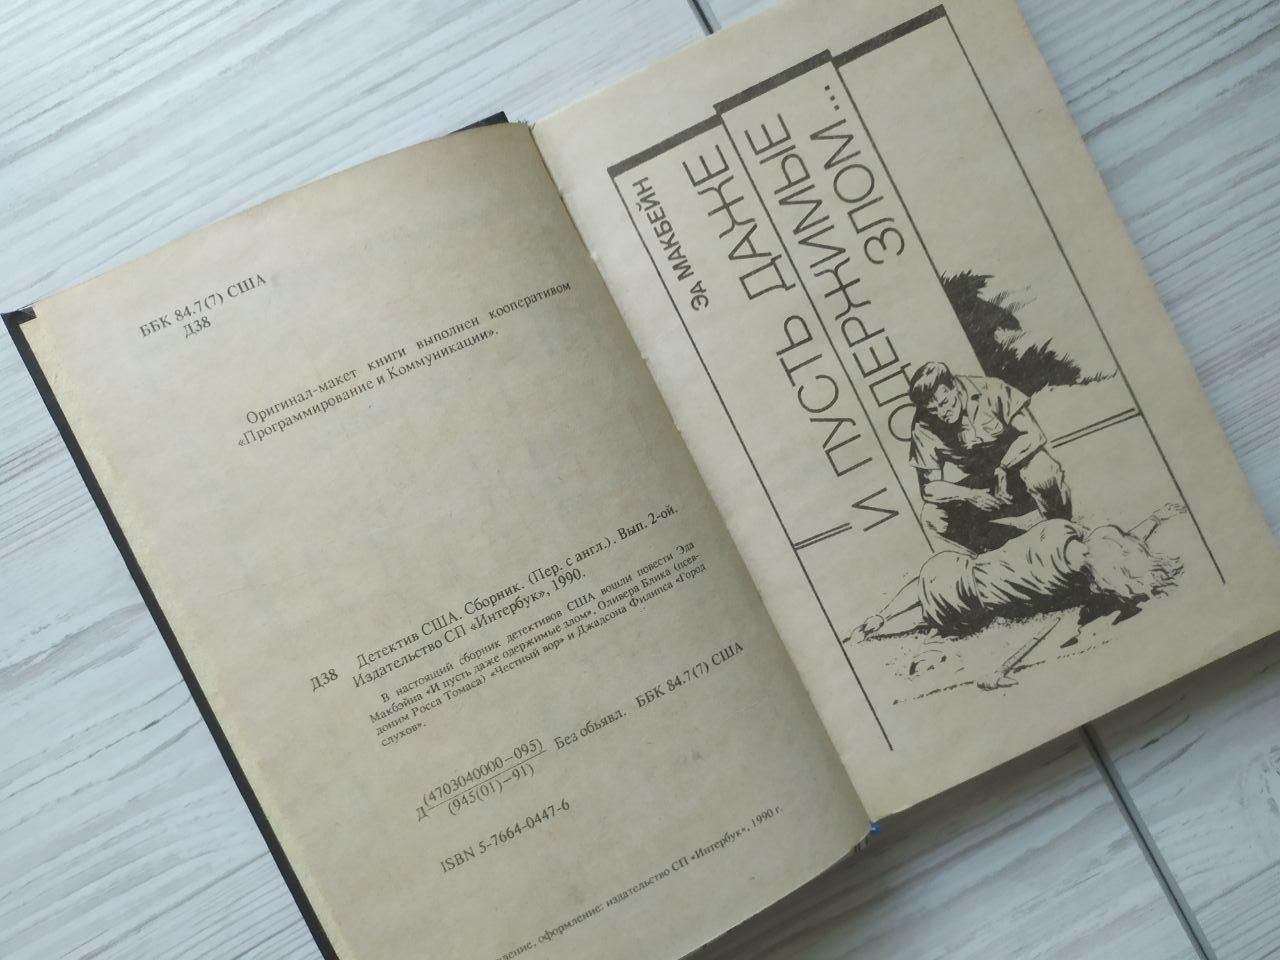 ББК 84.7(7) США
Д38
Оригинал-макет книги выполнен кооперативом
«Программирование и Коммуникации».
Д38 Детектив США. Сборник. (Пер. с англ.). Вып. 2-ой.
Издательство СП «Интербук», 1990.
В настоящий сборник детективов США вошли повести Эда
Макбэйна «И пусть даже одержимые злом», Оливера Блика (псев-
доним Росса Томаса) «Честный вор» и Джадсона Филипса «Город
слухов».
Д (4703040000–095) Без обьявл. ББК 84.7(7) США
(945(01)–91)
ISBN 5-7664-0447-6
оформление: издательство СП «Интербук», 1990 г.
ЭД МАКБЕЙН
И ПУСТЬ ДАЖЕ
ОДЕРЖИМЫЕ
ЗЛОМ...